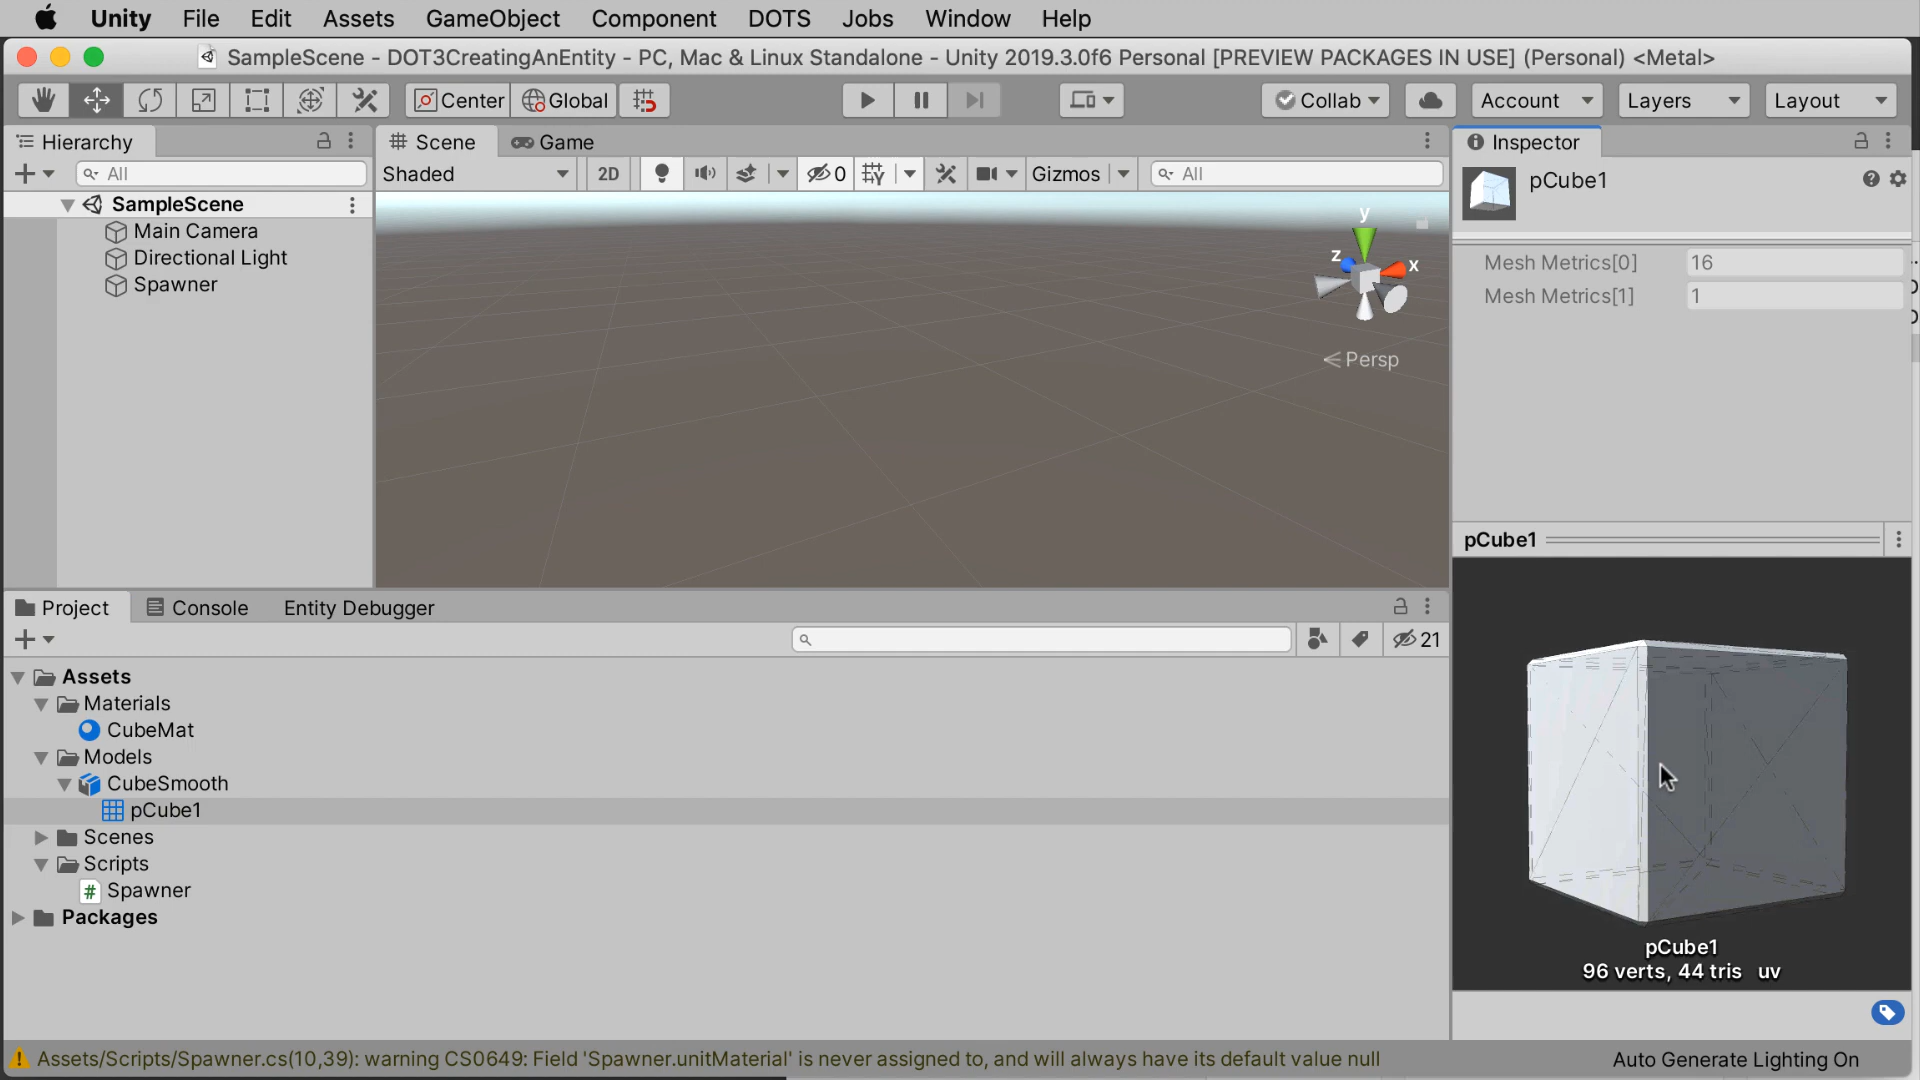 Unity File Edit Assets GameObject Component DOTS Jobs Window Help
SampleScene - DOT3CreatingAnEntity - PC, Mac & Linux Standalone - Unity 2019.3.0f6 Personal [PREVIEW PACKAGES IN USE] (Personal) <Metal>
Center Global Collab Account Layers Layout
Hierarchy
All
SampleScene
Main Camera
Directional Light
Spawner
Scene Game
Shaded 2D 0 Gizmos All
y
z x
Persp
Inspector
pCube1
Mesh Metrics[0] 16
Mesh Metrics[1] 1
pCube1
pCube1
96 verts, 44 tris uv
Project Console Entity Debugger
21
Assets
Materials
CubeMat
Models
CubeSmooth
pCube1
Scenes
Scripts
# Spawner
Packages
Assets/Scripts/Spawner.cs(10,39): warning CS0649: Field 'Spawner.unitMaterial' is never assigned to, and will always have its default value null
Auto Generate Lighting On